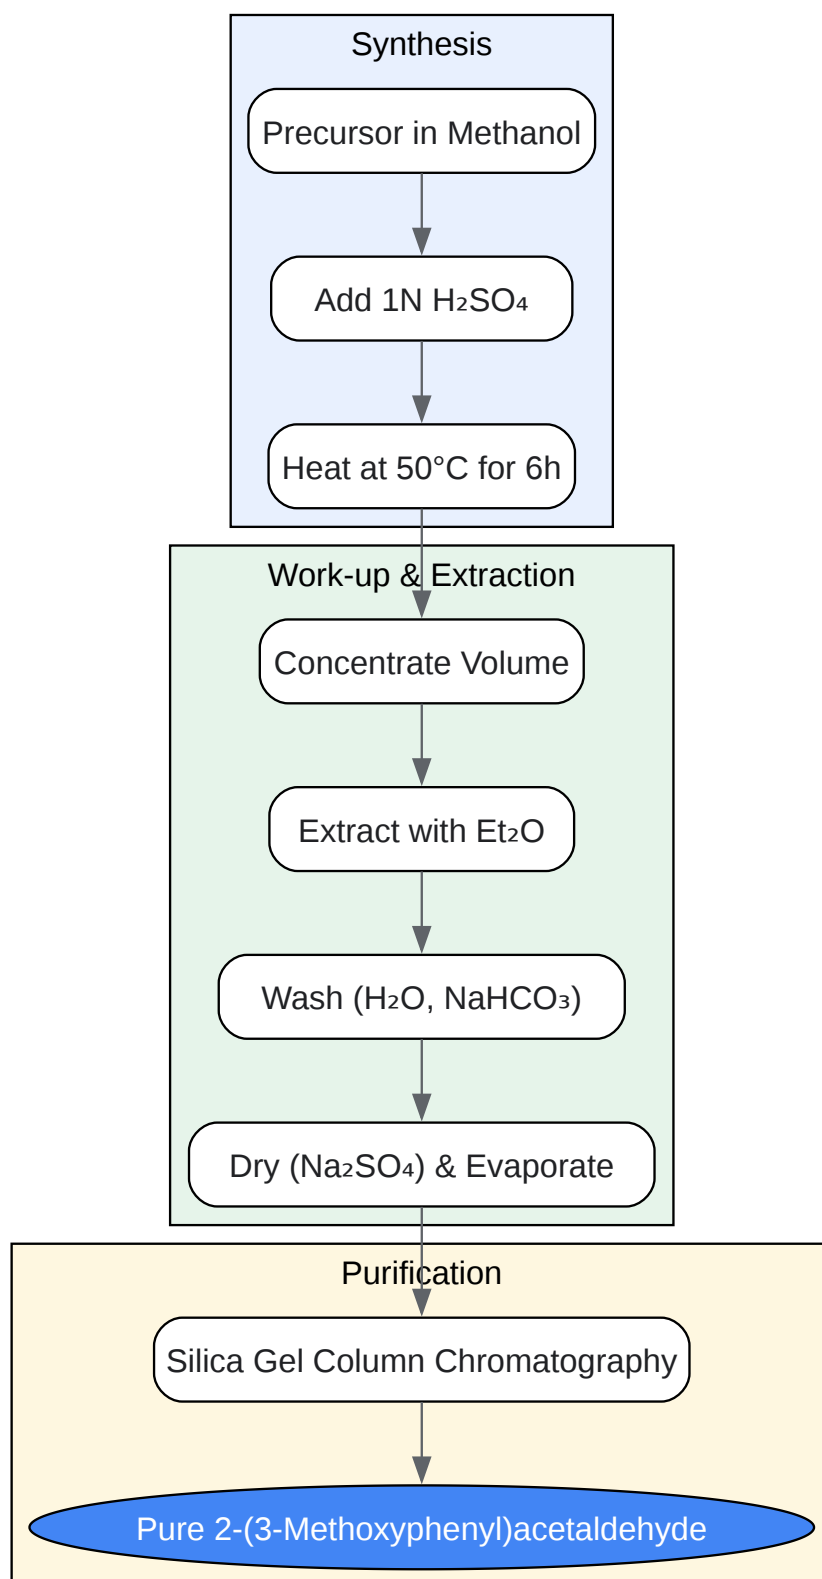 Synthesis
Precursor in Methanol
Add 1N H₂SO₄
Heat at 50°C for 6h
Work-up & Extraction
Concentrate Volume
Extract with Et₂O
Wash (H₂O, NaHCO₃)
Dry (Na₂SO₄) & Evaporate
Purification
Silica Gel Column Chromatography
Pure 2-(3-Methoxyphenyl)acetaldehyde